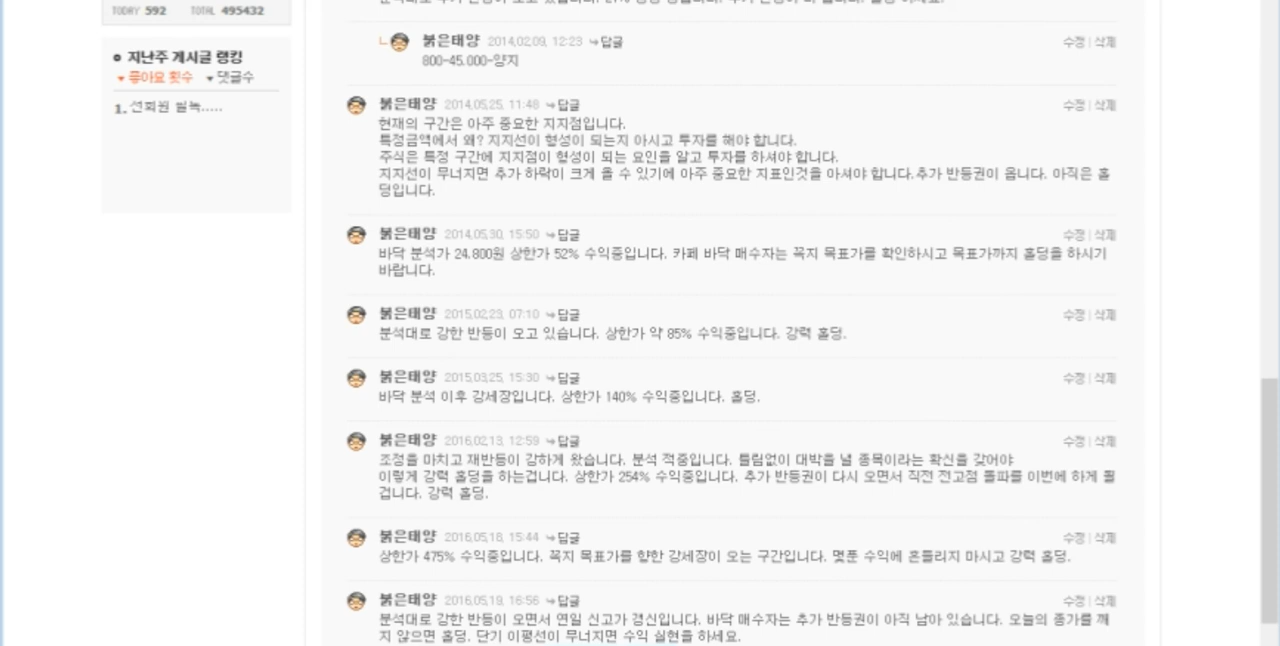 TODAY 592 TOTAL 495432
지난주 게시글 랭킹
좋아요 횟수 댓글수
1. 선회원 필독.....
붉은태양 2014.02.09. 12:23 답글 수정 | 삭제
800-45.000-양지
붉은태양 2014.05.25. 11:48 답글 수정 | 삭제
현재의 구간은 아주 중요한 지지점입니다.
특정금액에서 왜? 지지선이 형성이 되는지 아시고 투자를 해야 합니다.
주식은 특정 구간에 지지점이 형성이 되는 요인을 알고 투자를 하셔야 합니다.
지지선이 무너지면 추가 하락이 크게 올 수 있기에 아주 중요한 지표인것을 아셔야 합니다.추가 반등권이 옵니다. 아직은 홀
딩입니다.
붉은태양 2014.05.30. 15:50 답글 수정 | 삭제
바닥 분석가 24.800원 상한가 52% 수익중입니다. 카페 바닥 매수자는 꼭지 목표가를 확인하시고 목표가까지 홀딩을 하시기
바랍니다.
붉은태양 2015.02.23. 07:10 답글 수정 | 삭제
분석대로 강한 반등이 오고 있습니다. 상한가 약 85% 수익중입니다. 강력 홀딩.
붉은태양 2015.03.25. 15:30 답글 수정 | 삭제
바닥 분석 이후 강세장입니다. 상한가 140% 수익중입니다. 홀딩.
붉은태양 2016.02.13. 12:59 답글 수정 | 삭제
조정을 마치고 재반등이 강하게 왔습니다. 분석 적중입니다. 틀림없이 대박을 낼 종목이라는 확신을 갖어야
이렇게 강력 홀딩을 하는겁니다. 상한가 254% 수익중입니다. 추가 반등권이 다시 오면서 직전 전고점 돌파를 이번에 하게 될
겁니다. 강력 홀딩.
붉은태양 2016.05.18. 15:44 답글 수정 | 삭제
상한가 475% 수익중입니다. 꼭지 목표가를 향한 강세장이 오는 구간입니다. 몇푼 수익에 흔들리지 마시고 강력 홀딩.
붉은태양 2016.05.19. 16:56 답글 수정 | 삭제
분석대로 강한 반등이 오면서 연일 신고가 경신입니다. 바닥 매수자는 추가 반등권이 아직 남아 있습니다. 오늘의 종가를 깨
지 않으면 홀딩. 단기 이평선이 무너지면 수익 실현을 하세요.